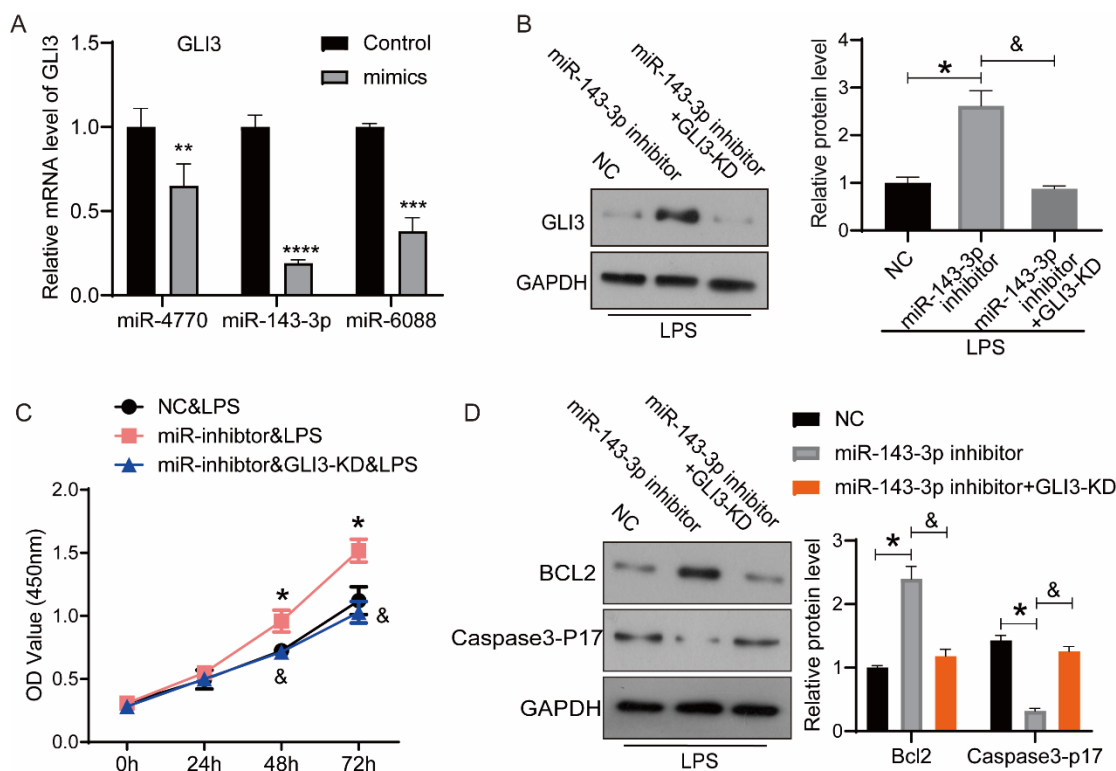 A
GLI3
Control
mimics
Relative mRNA level of GLI3
1.5
1.0
0.5
0.0
**
****
***
miR-4770
miR-143-3p
miR-6088
B
NC
miR-143-3p inhibitor
miR-143-3p inhibitor
+GLI3-KD
GLI3
GAPDH
LPS
Relative protein level
4
3
2
1
0
*
&
NC
miR-143-3p
inhibitor
miR-143-3p
inhibitor
+GLI3-KD
LPS
C
NC&LPS
miR-inhibtor&LPS
miR-inhibtor&GLI3-KD&LPS
OD Value (450nm)
2.0
1.5
1.0
0.5
0.0
*
*
&
&
0h
24h
48h
72h
D
NC
miR-143-3p inhibitor
miR-143-3p inhibitor
+GLI3-KD
BCL2
Caspase3-P17
GAPDH
LPS
NC
miR-143-3p inhibitor
miR-143-3p inhibitor+GLI3-KD
Relative protein level
3
2
1
0
*
&
*
&
Bcl2
Caspase3-p17